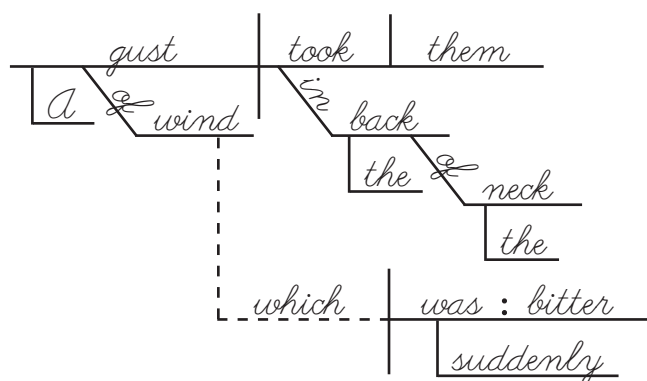 gust took them
A of wind in back
the of neck
the
which was : bitter
suddenly